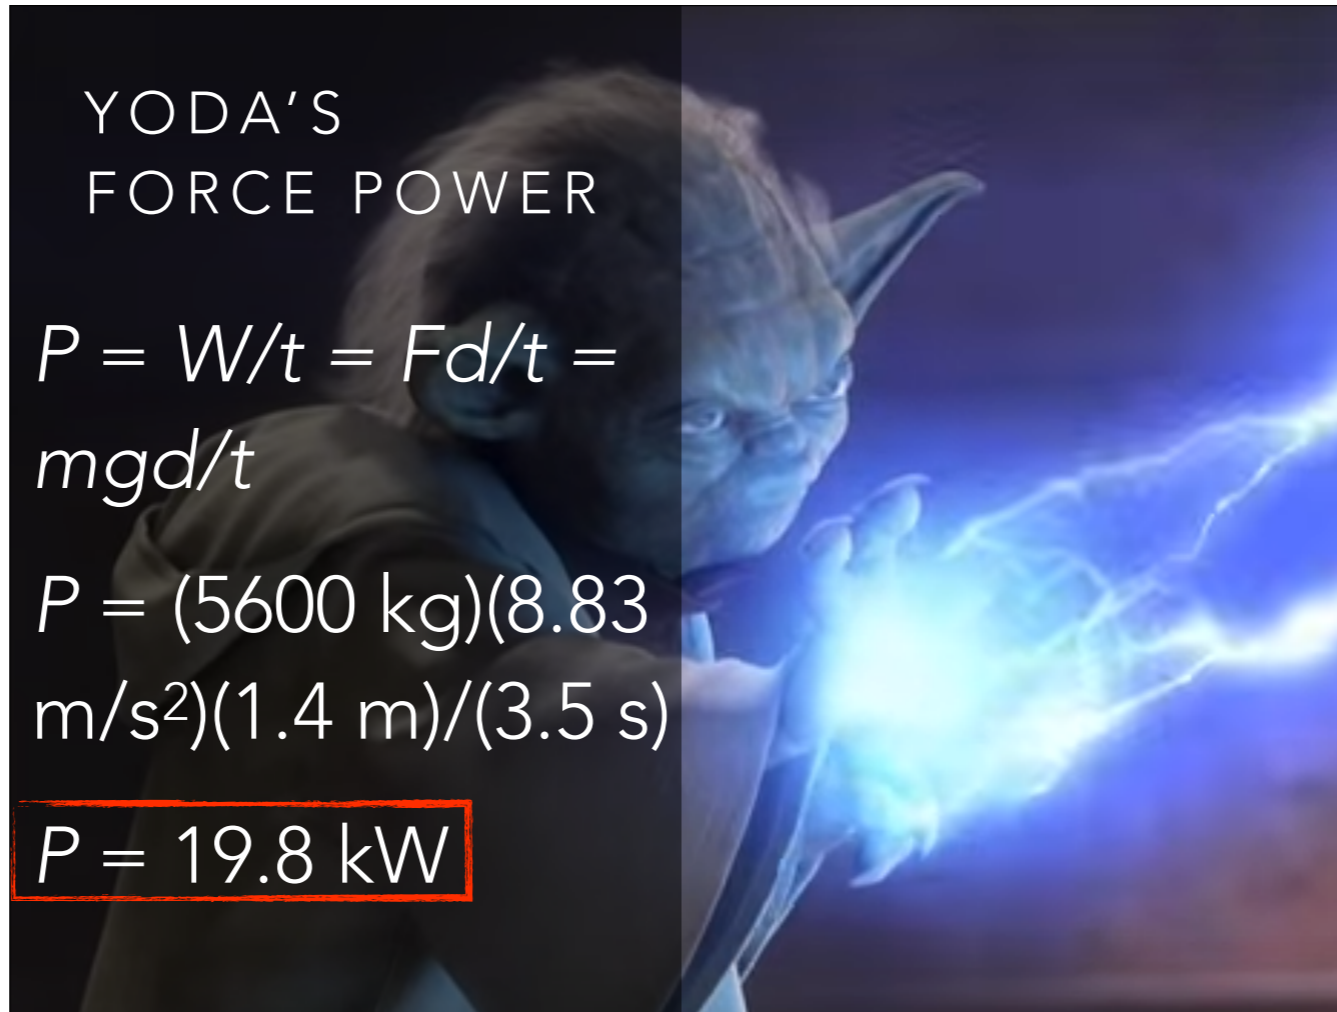 YODA'S
FORCE POWER
P = W/t = Fd/t =
mgd/t
P = (5600 kg)(8.83
m/s²)(1.4 m)/(3.5 s)
P = 19.8 kW